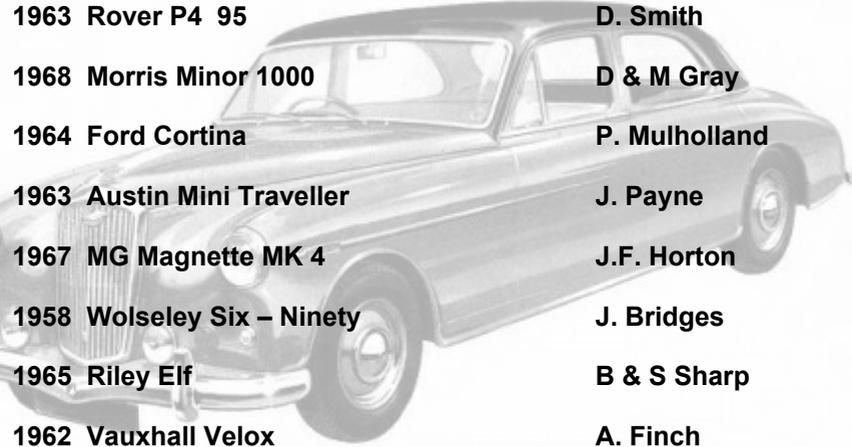 1963 Rover P4 95 D. Smith
1968 Morris Minor 1000 D & M Gray
1964 Ford Cortina P. Mulholland
1963 Austin Mini Traveller J. Payne
1967 MG Magnette MK 4 J.F. Horton
1958 Wolseley Six – Ninety J. Bridges
1965 Riley Elf B & S Sharp
1962 Vauxhall Velox A. Finch